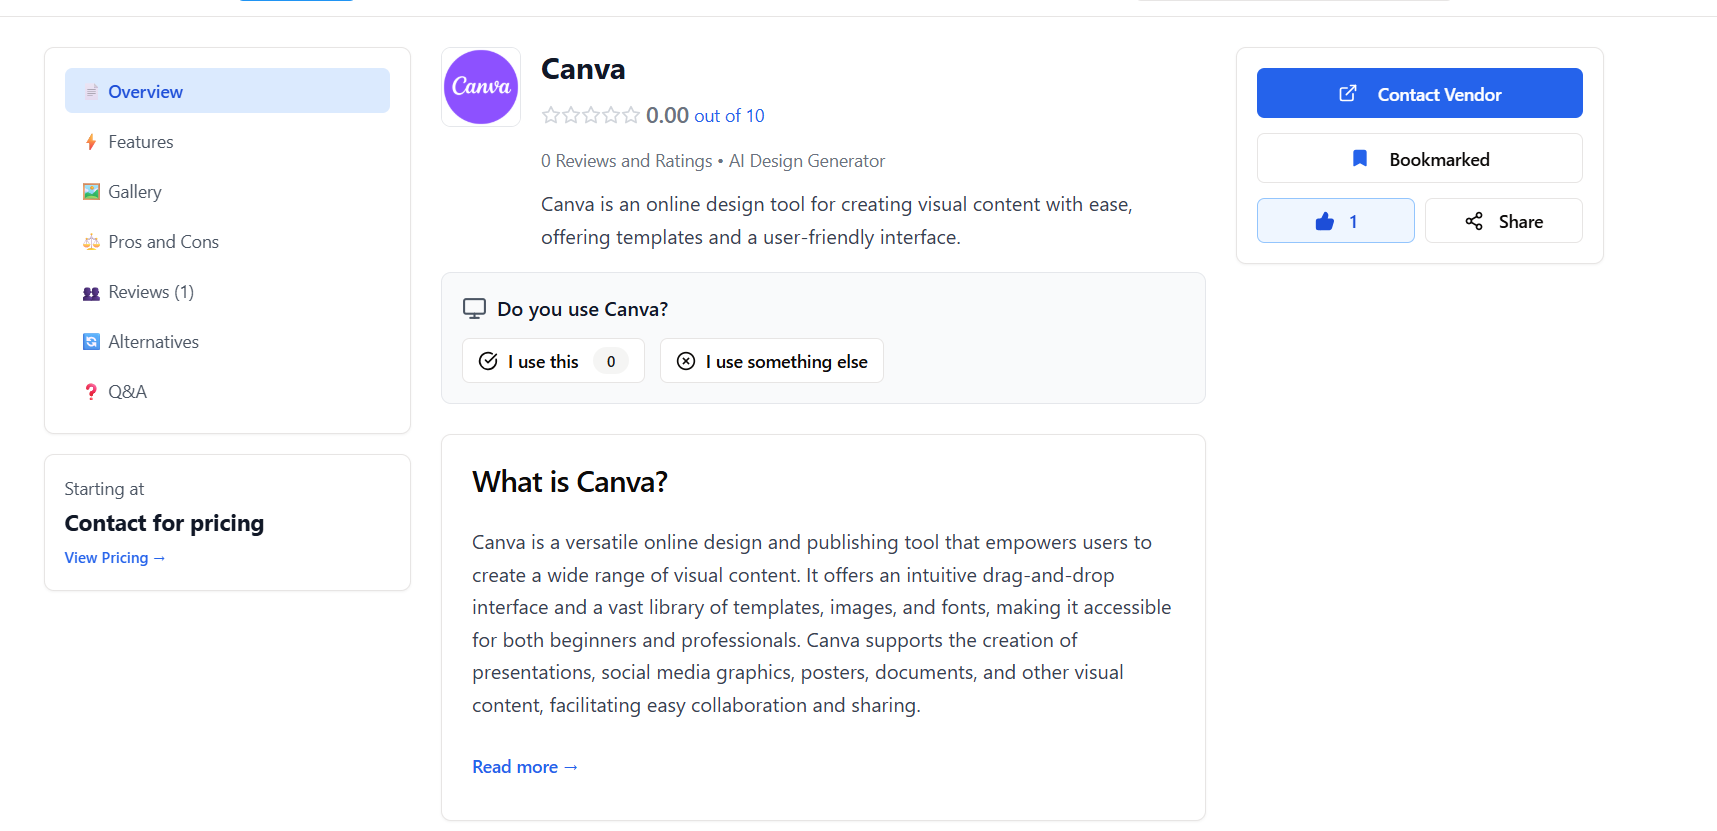 Overview
Features
Gallery
Pros and Cons
Reviews (1)
Alternatives
Q&A
Starting at
Contact for pricing
View Pricing →
Canva
Canva
0.00 out of 10
0 Reviews and Ratings • AI Design Generator
Canva is an online design tool for creating visual content with ease,
offering templates and a user-friendly interface.
Do you use Canva?
I use this 0
I use something else
What is Canva?
Canva is a versatile online design and publishing tool that empowers users to
create a wide range of visual content. It offers an intuitive drag-and-drop
interface and a vast library of templates, images, and fonts, making it accessible
for both beginners and professionals. Canva supports the creation of
presentations, social media graphics, posters, documents, and other visual
content, facilitating easy collaboration and sharing.
Read more →
Contact Vendor
Bookmarked
1
Share